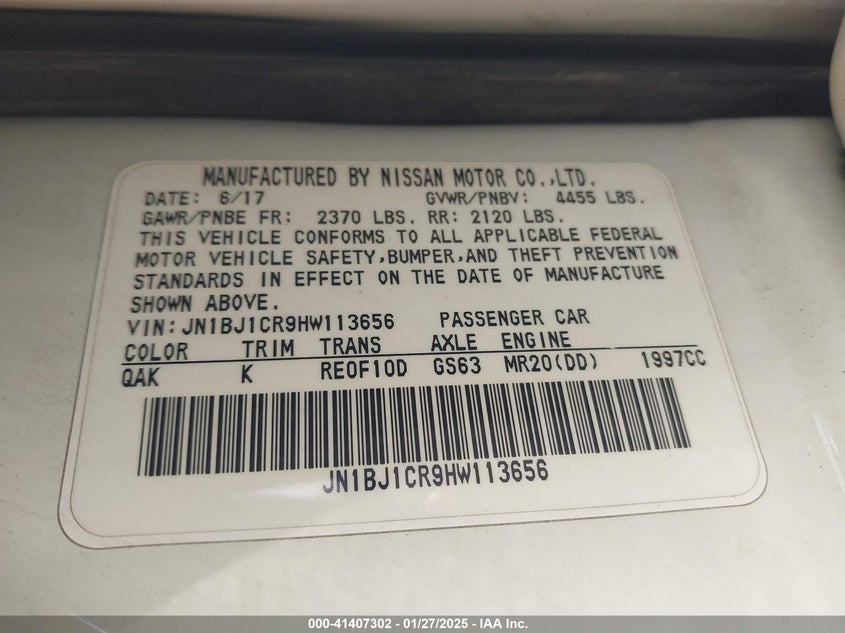 MANUFACTURED BY NISSAN MOTOR CO.,LTD.
DATE: 6/17 GVWR/PNBV: 4455 LBS.
GAWR/PNBE FR: 2370 LBS. RR: 2120 LBS.
THIS VEHICLE CONFORMS TO ALL APPLICABLE FEDERAL
MOTOR VEHICLE SAFETY,BUMPER,AND THEFT PREVENTION
STANDARDS IN EFFECT ON THE DATE OF MANUFACTURE
SHOWN ABOVE.
VIN:JN1BJ1CR9HW113656 PASSENGER CAR
COLOR TRIM TRANS AXLE ENGINE
QAK K RE0F10D GS63 MR20(DD) 1997CC
JN1BJ1CR9HW113656
000-41407302 - 01/27/2025 - IAA Inc.